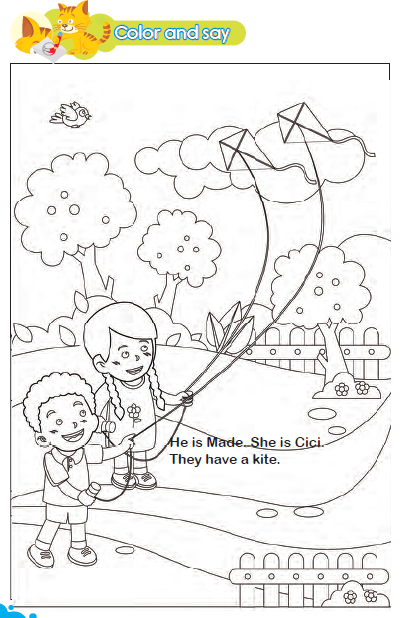 Color and say
He is Made. She is Cici.
They have a kite.